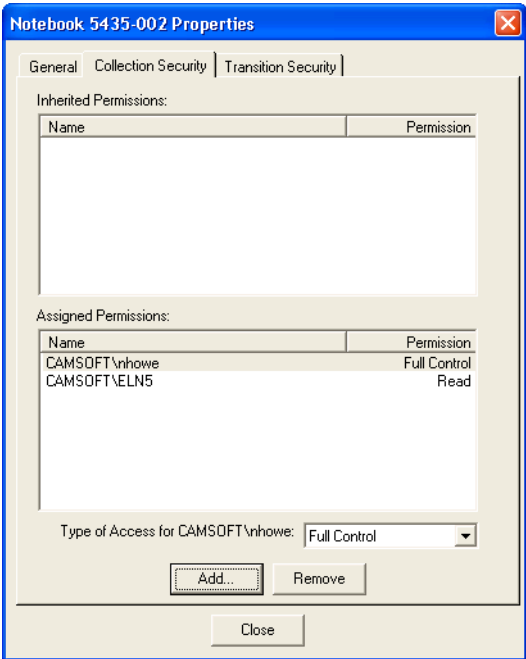 Notebook 5435-002 Properties
General Collection Security Transition Security
Inherited Permissions:
Name Permission
Assigned Permissions:
Name Permission
CAMSOFT\nhowe Full Control
CAMSOFT\ELN5 Read
Type of Access for CAMSOFT\nhowe: Full Control
Add... Remove
Close